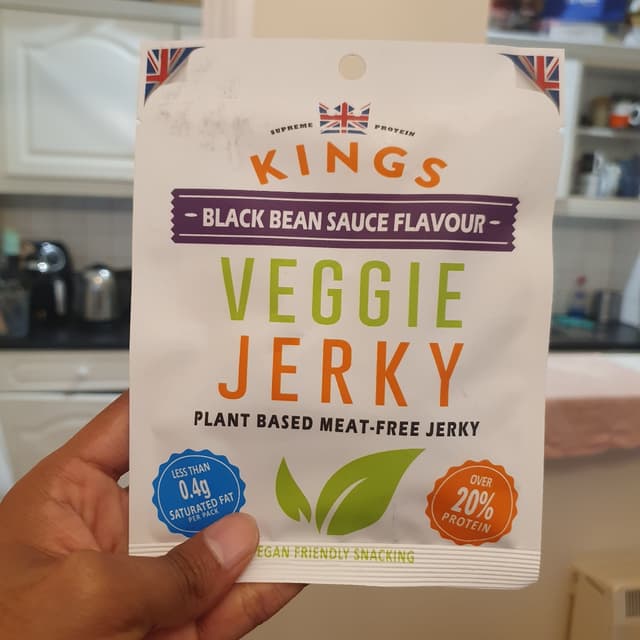 SUPREME PROTEIN
KINGS
- BLACK BEAN SAUCE FLAVOUR -
VEGGIE
JERKY
PLANT BASED MEAT-FREE JERKY
LESS THAN
0.4g
SATURATED FAT
PER PACK
OVER
20%
PROTEIN
EGAN FRIENDLY SNACKING